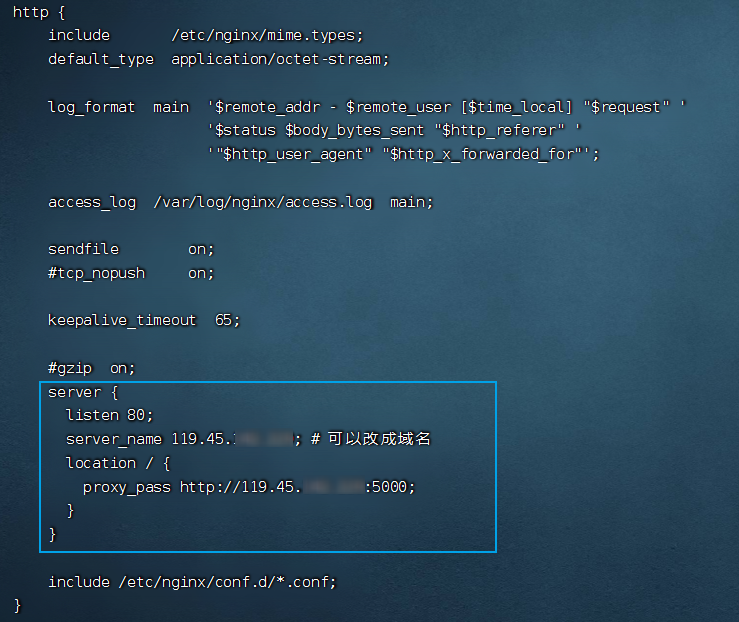 http {
include /etc/nginx/mime.types;
default_type application/octet-stream;
log_format main '$remote_addr - $remote_user [$time_local] "$request" '
'$status $body_bytes_sent "$http_referer" '
'"$http_user_agent" "$http_x_forwarded_for"';
access_log /var/log/nginx/access.log main;
sendfile on;
#tcp_nopush on;
keepalive_timeout 65;
#gzip on;
server {
listen 80;
server_name 119.45. ; # 可以改成域名
location / {
proxy_pass http://119.45. :5000;
}
}
include /etc/nginx/conf.d/*.conf;
}